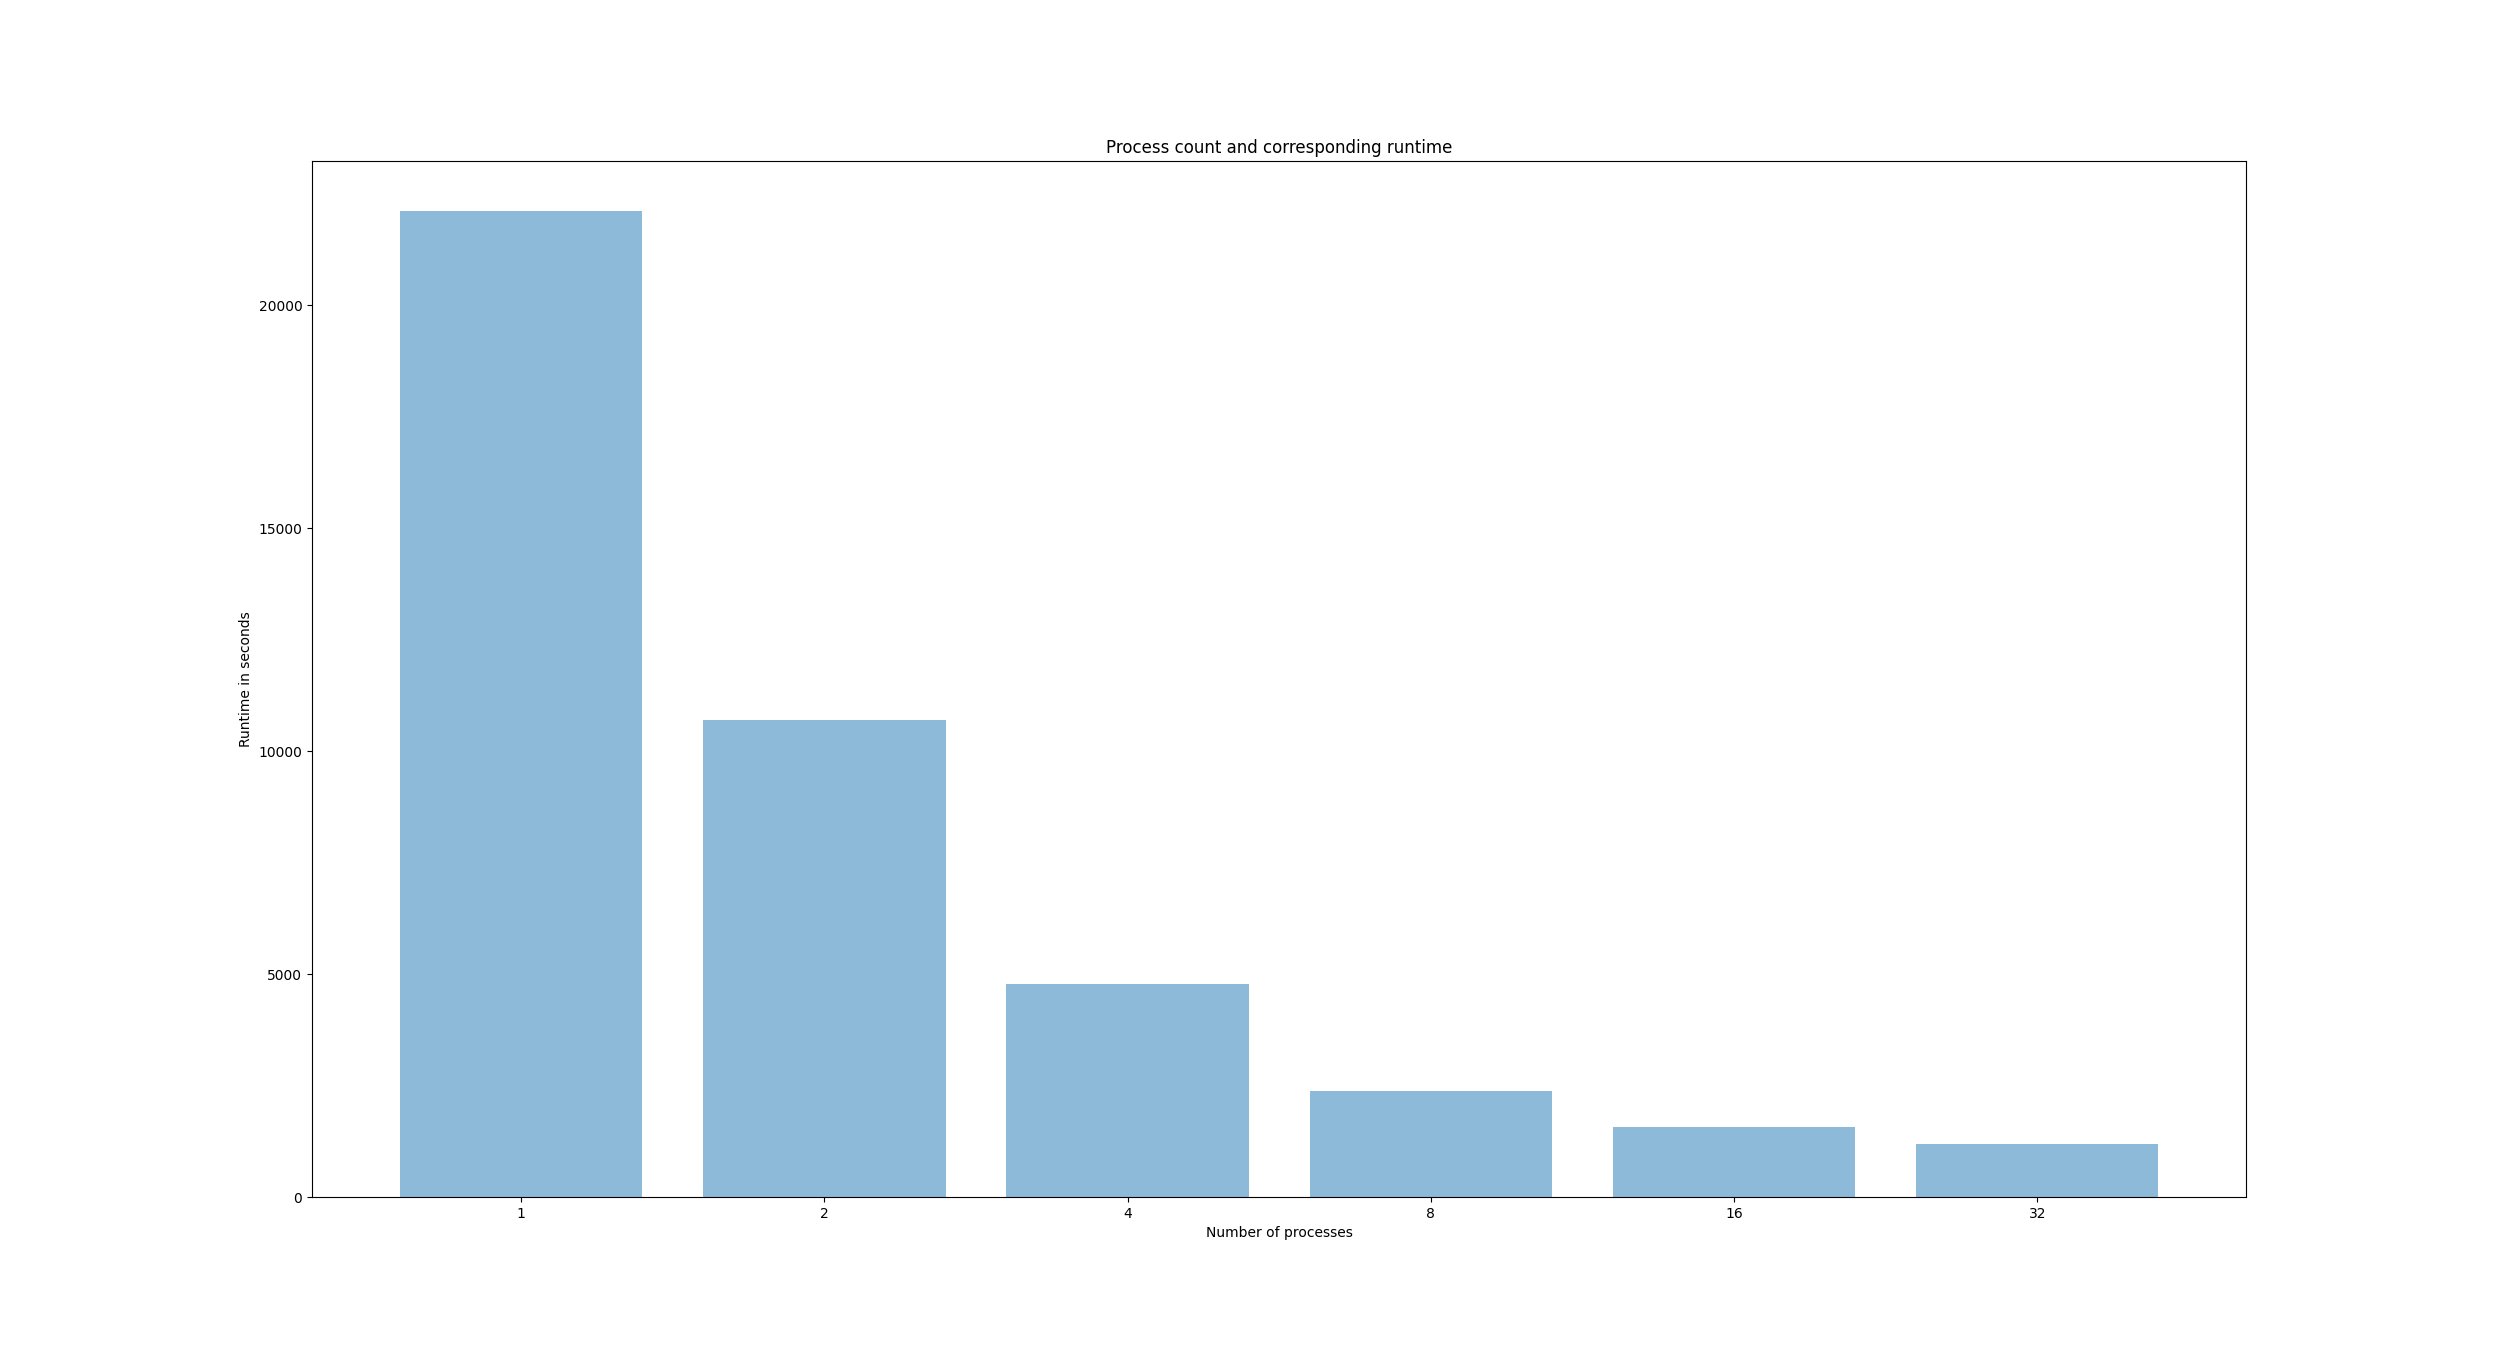 Process count and corresponding runtime
20000
15000
10000
5000
0
Runtime in seconds
1 2 4 8 16 32
Number of processes